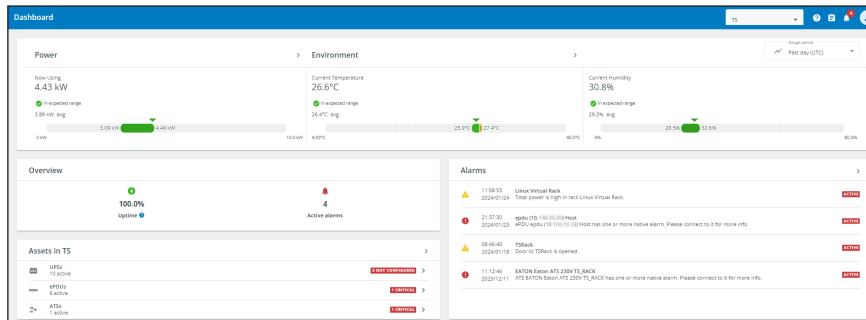 Dashboard
TS
4
Gauge period
Past day (UTC)
Power
Environment
Now Using
4.43 kW
In expected range
3.89 kW avg
3.09 kW
4.49 kW
0 kW
10.0 kW
Current Temperature
26.6°C
In expected range
26.4°C avg
25.9°C
27.4°C
4.00°C
40.0°C
Current Humidity
30.8%
In expected range
29.3% avg
26.5%
32.6%
0%
80.0%
Overview
100.0%
Uptime
4
Active alarms
Assets in TS
UPSs
10 active
3 NOT CONFIGURED
ePDUs
8 active
1 CRITICAL
ATSs
1 active
1 CRITICAL
Alarms
11:58:53 Linux Virtual Rack
2024/01/24 Total power is high in rack Linux Virtual Rack.
ACTIVE
21:37:30 epdu (10. Host
2024/01/23 ePDU epdu (10. Host has one or more native alarm. Please connect to it for more info.
ACTIVE
08:46:40 TSRack
2024/01/18 Door to TSRack is opened.
ACTIVE
11:12:46 EATON Eaton ATS 230V TS_RACK
2023/12/11 ATS EATON Eaton ATS 230V TS_RACK has one or more native alarm. Please connect to it for more info.
ACTIVE